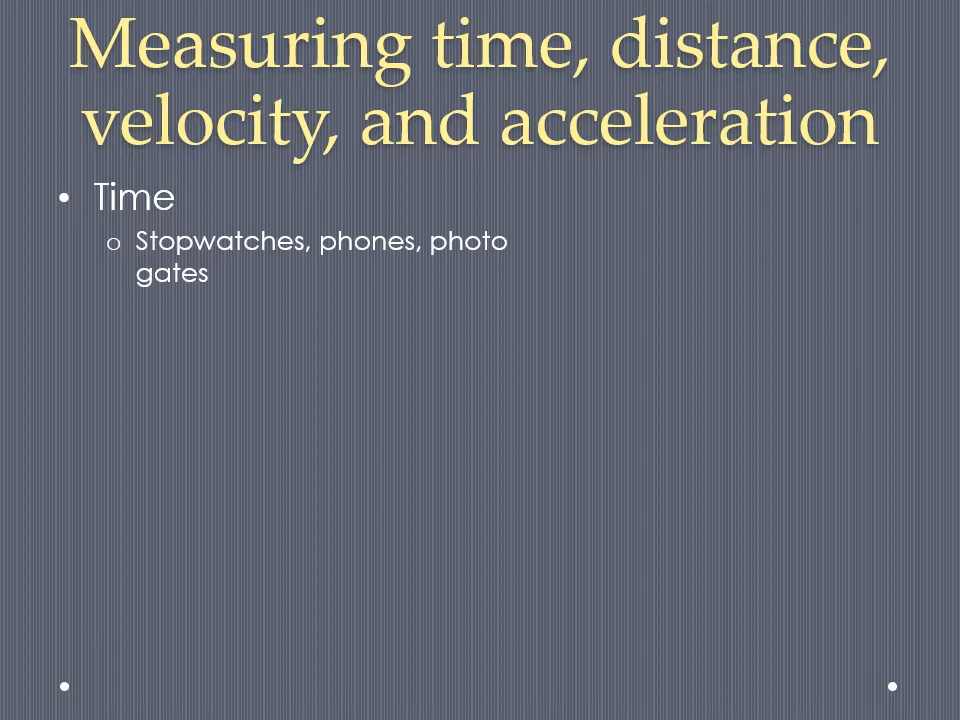 Measuring time, distance,
velocity, and acceleration
• Time
o Stopwatches, phones, photo
gates